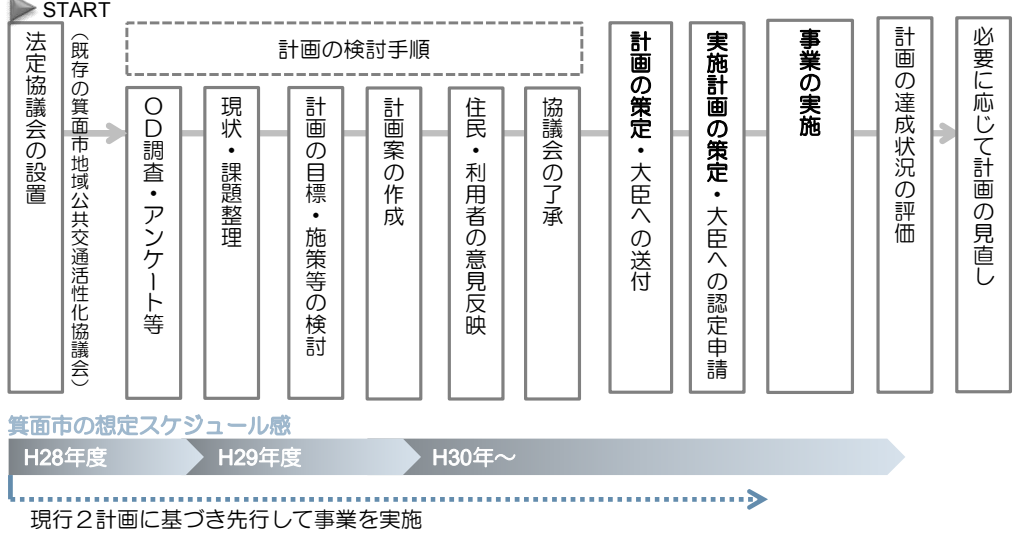 START
法定協議会の設置
（既存の箕面市地域公共交通活性化協議会）
計画の検討手順
ＯＤ調査・アンケート等
現状・課題整理
計画の目標・施策等の検討
計画案の作成
住民・利用者の意見反映
協議会の了承
計画の策定・大臣への送付
実施計画の策定・大臣への認定申請
事業の実施
計画の達成状況の評価
必要に応じて計画の見直し
箕面市の想定スケジュール感
H28年度
H29年度
H30年～
現行２計画に基づき先行して事業を実施